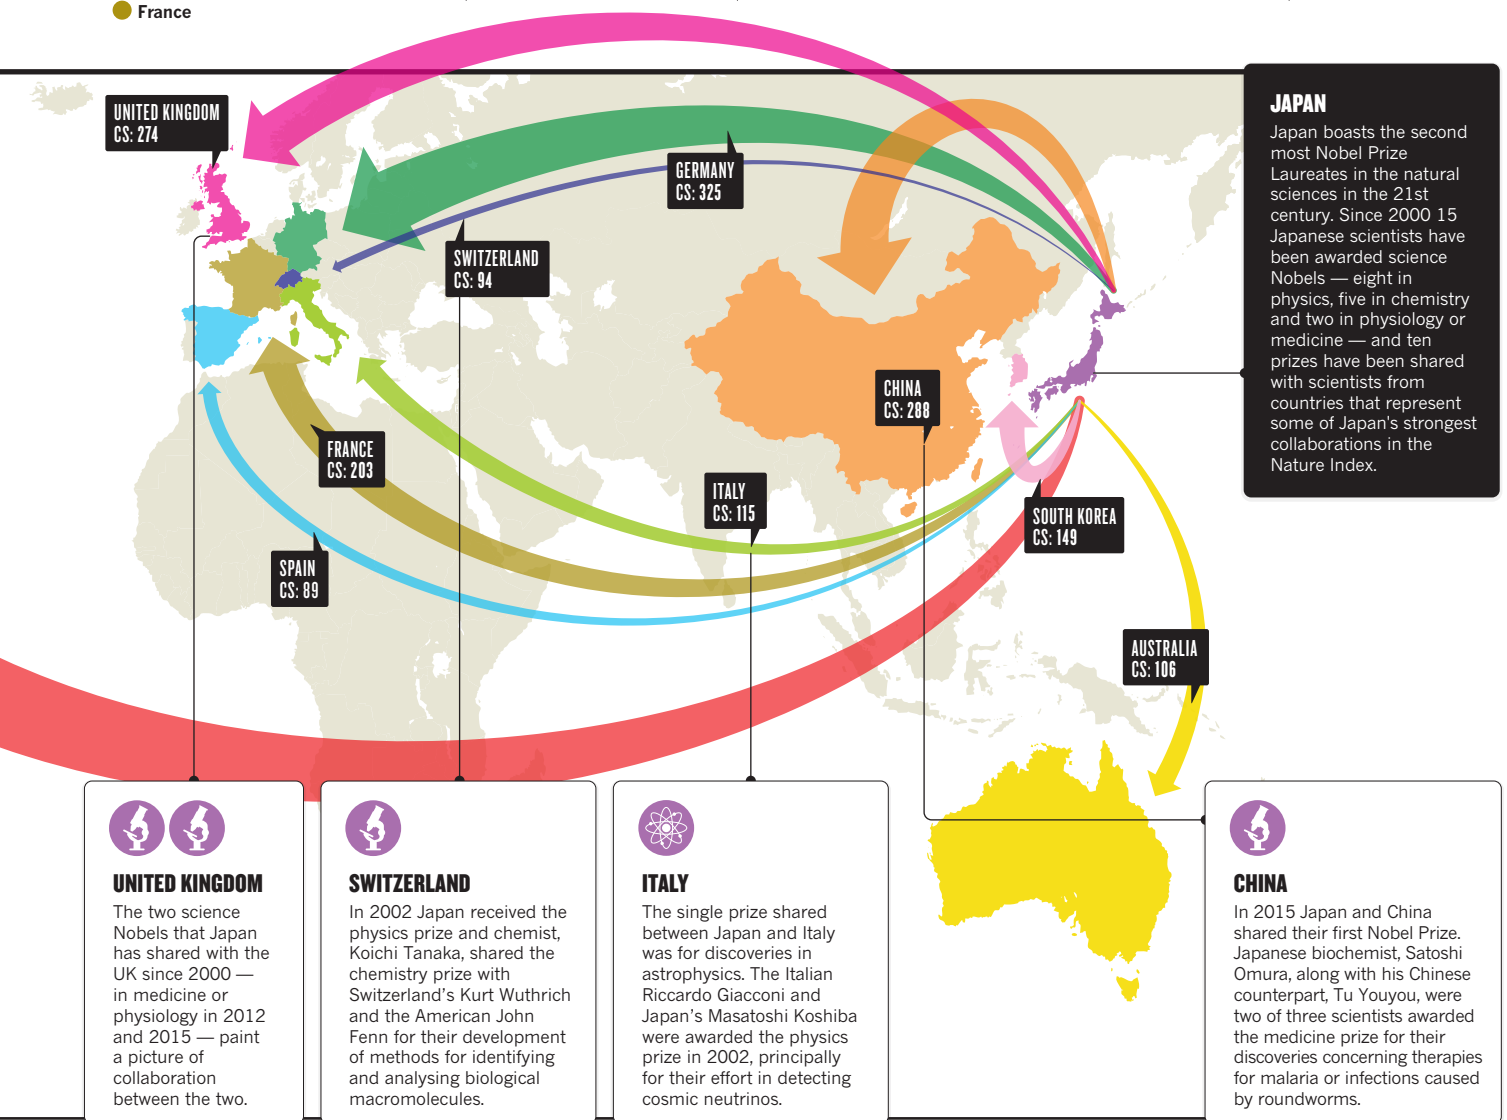 France
UNITED KINGDOM
CS: 274
GERMANY
CS: 325
SWITZERLAND
CS: 94
CHINA
CS: 288
FRANCE
CS: 203
ITALY
CS: 115
SOUTH KOREA
CS: 149
SPAIN
CS: 89
AUSTRALIA
CS: 106
JAPAN
Japan boasts the second
most Nobel Prize
Laureates in the natural
sciences in the 21st
century. Since 2000 15
Japanese scientists have
been awarded science
Nobels — eight in
physics, five in chemistry
and two in physiology or
medicine — and ten
prizes have been shared
with scientists from
countries that represent
some of Japan's strongest
collaborations in the
Nature Index.
UNITED KINGDOM
The two science
Nobels that Japan
has shared with the
UK since 2000 —
in medicine or
physiology in 2012
and 2015 — paint
a picture of
collaboration
between the two.
SWITZERLAND
In 2002 Japan received the
physics prize and chemist,
Koichi Tanaka, shared the
chemistry prize with
Switzerland's Kurt Wuthrich
and the American John
Fenn for their development
of methods for identifying
and analysing biological
macromolecules.
ITALY
The single prize shared
between Japan and Italy
was for discoveries in
astrophysics. The Italian
Riccardo Giacconi and
Japan's Masatoshi Koshiba
were awarded the physics
prize in 2002, principally
for their effort in detecting
cosmic neutrinos.
CHINA
In 2015 Japan and China
shared their first Nobel Prize.
Japanese biochemist, Satoshi
Omura, along with his Chinese
counterpart, Tu Youyou, were
two of three scientists awarded
the medicine prize for their
discoveries concerning therapies
for malaria or infections caused
by roundworms.